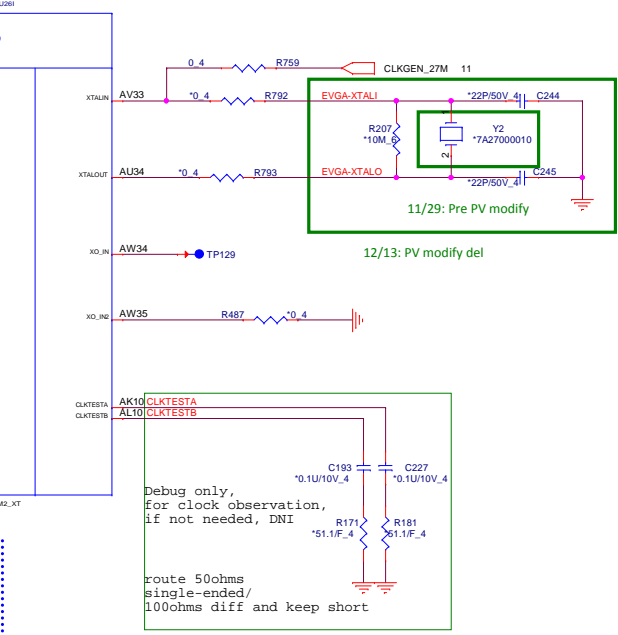 U26I
0_4 R759 CLKGEN_27M 11
XTALIN AV33 *0_4 R792 EVGA-XTALI *22P/50V_4 C244
R207
*10M_6
1
Y2
*7A27000010
2
XTALOUT AU34 *0_4 R793 EVGA-XTALO *22P/50V_4 C245
11/29: Pre PV modify
12/13: PV modify del
XO_IN AW34 TP129
XO_IN2 AW35 R487 *0_4
CLKTESTA AK10 CLKTESTA
CLKTESTB AL10 CLKTESTB
C193 C227
*0.1U/10V_4 *0.1U/10V_4
Debug only,
for clock observation,
if not needed, DNI
R171 R181
*51.1/F_4 *51.1/F_4
route 50ohms
single-ended/
100ohms diff and keep short
M2_XT